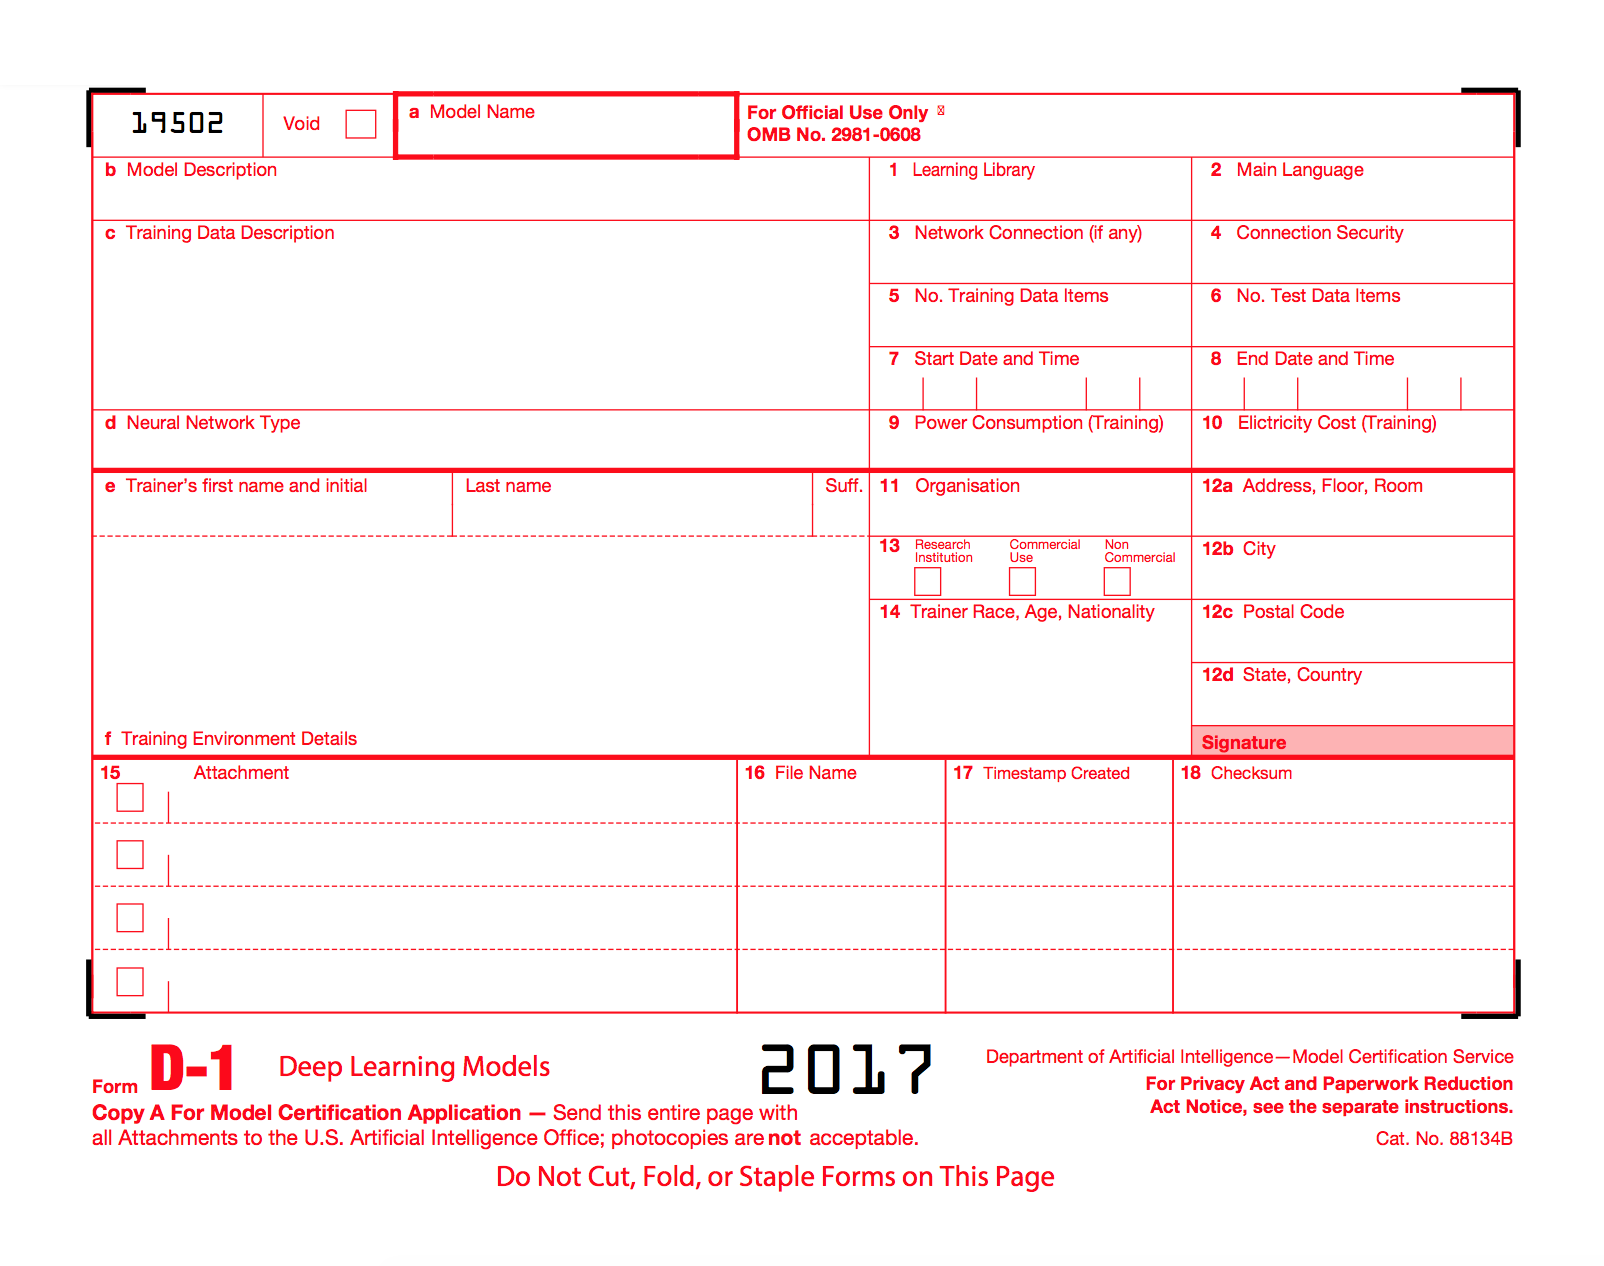 19502 Void a Model Name For Official Use Only
OMB No. 2981-0608
b Model Description 1 Learning Library 2 Main Language
c Training Data Description 3 Network Connection (if any) 4 Connection Security
5 No. Training Data Items 6 No. Test Data Items
7 Start Date and Time 8 End Date and Time
d Neural Network Type 9 Power Consumption (Training) 10 Elictricity Cost (Training)
e Trainer's first name and initial Last name Suff. 11 Organisation 12a Address, Floor, Room
13 Research Institution Commercial Use Non Commercial 12b City
14 Trainer Race, Age, Nationality 12c Postal Code
12d State, Country
f Training Environment Details Signature
15 Attachment 16 File Name 17 Timestamp Created 18 Checksum
Form D-1 Deep Learning Models 2017 Department of Artificial Intelligence—Model Certification Service
For Privacy Act and Paperwork Reduction
Act Notice, see the separate instructions.
Copy A For Model Certification Application — Send this entire page with
all Attachments to the U.S. Artificial Intelligence Office; photocopies are not acceptable.
Cat. No. 88134B
Do Not Cut, Fold, or Staple Forms on This Page